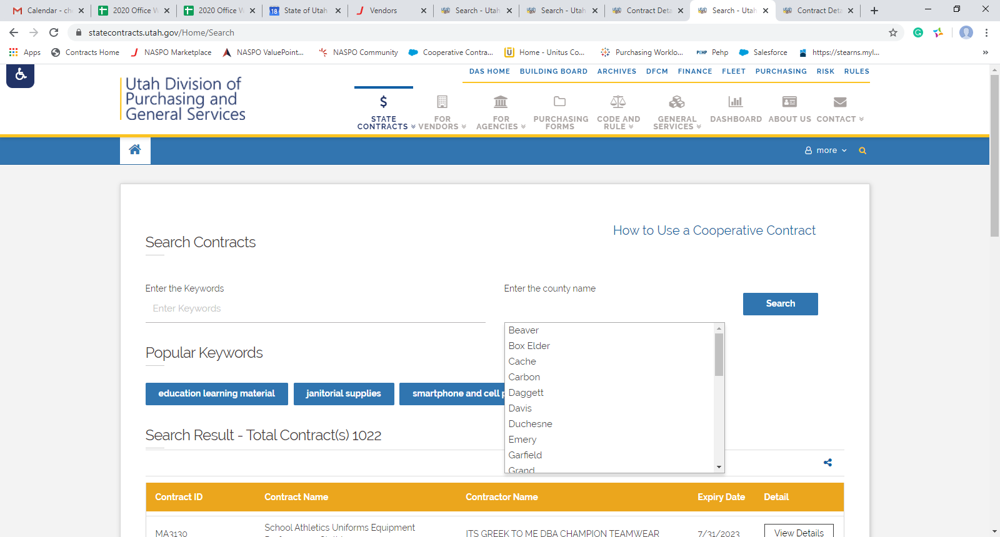 Calendar - ch
2020 Office W
2020 Office W
State of Utah
Vendors
Search - Utah
Search - Utah
Contract Deta
Search - Utah
Contract Deta
statecontracts.utah.gov/Home/Search
Apps
Contracts Home
NASPO Marketplace
NASPO ValuePoint...
NASPO Community
Cooperative Contra...
Home - Unitus Co...
Purchasing Worklo...
PEHP Pehp
Salesforce
https://stearns.myl...
DAS HOME BUILDING BOARD ARCHIVES DFCM FINANCE FLEET PURCHASING RISK RULES
Utah Division of
Purchasing and
General Services
STATE
CONTRACTS
FOR
VENDORS
FOR
AGENCIES
PURCHASING
FORMS
CODE AND
RULE
GENERAL
SERVICES
DASHBOARD
ABOUT US
CONTACT
more
How to Use a Cooperative Contract
Search Contracts
Enter the Keywords
Enter Keywords
Enter the county name
Search
Beaver
Box Elder
Cache
Carbon
Daggett
Davis
Duchesne
Emery
Garfield
Grand
Popular Keywords
education learning material
janitorial supplies
smartphone and cell p
Search Result - Total Contract(s) 1022
Contract ID Contract Name Contractor Name Expiry Date Detail
MA3130
School Athletics Uniforms Equipment
ITS GREEK TO ME DBA CHAMPION TEAMWEAR
7/31/2023
View Details